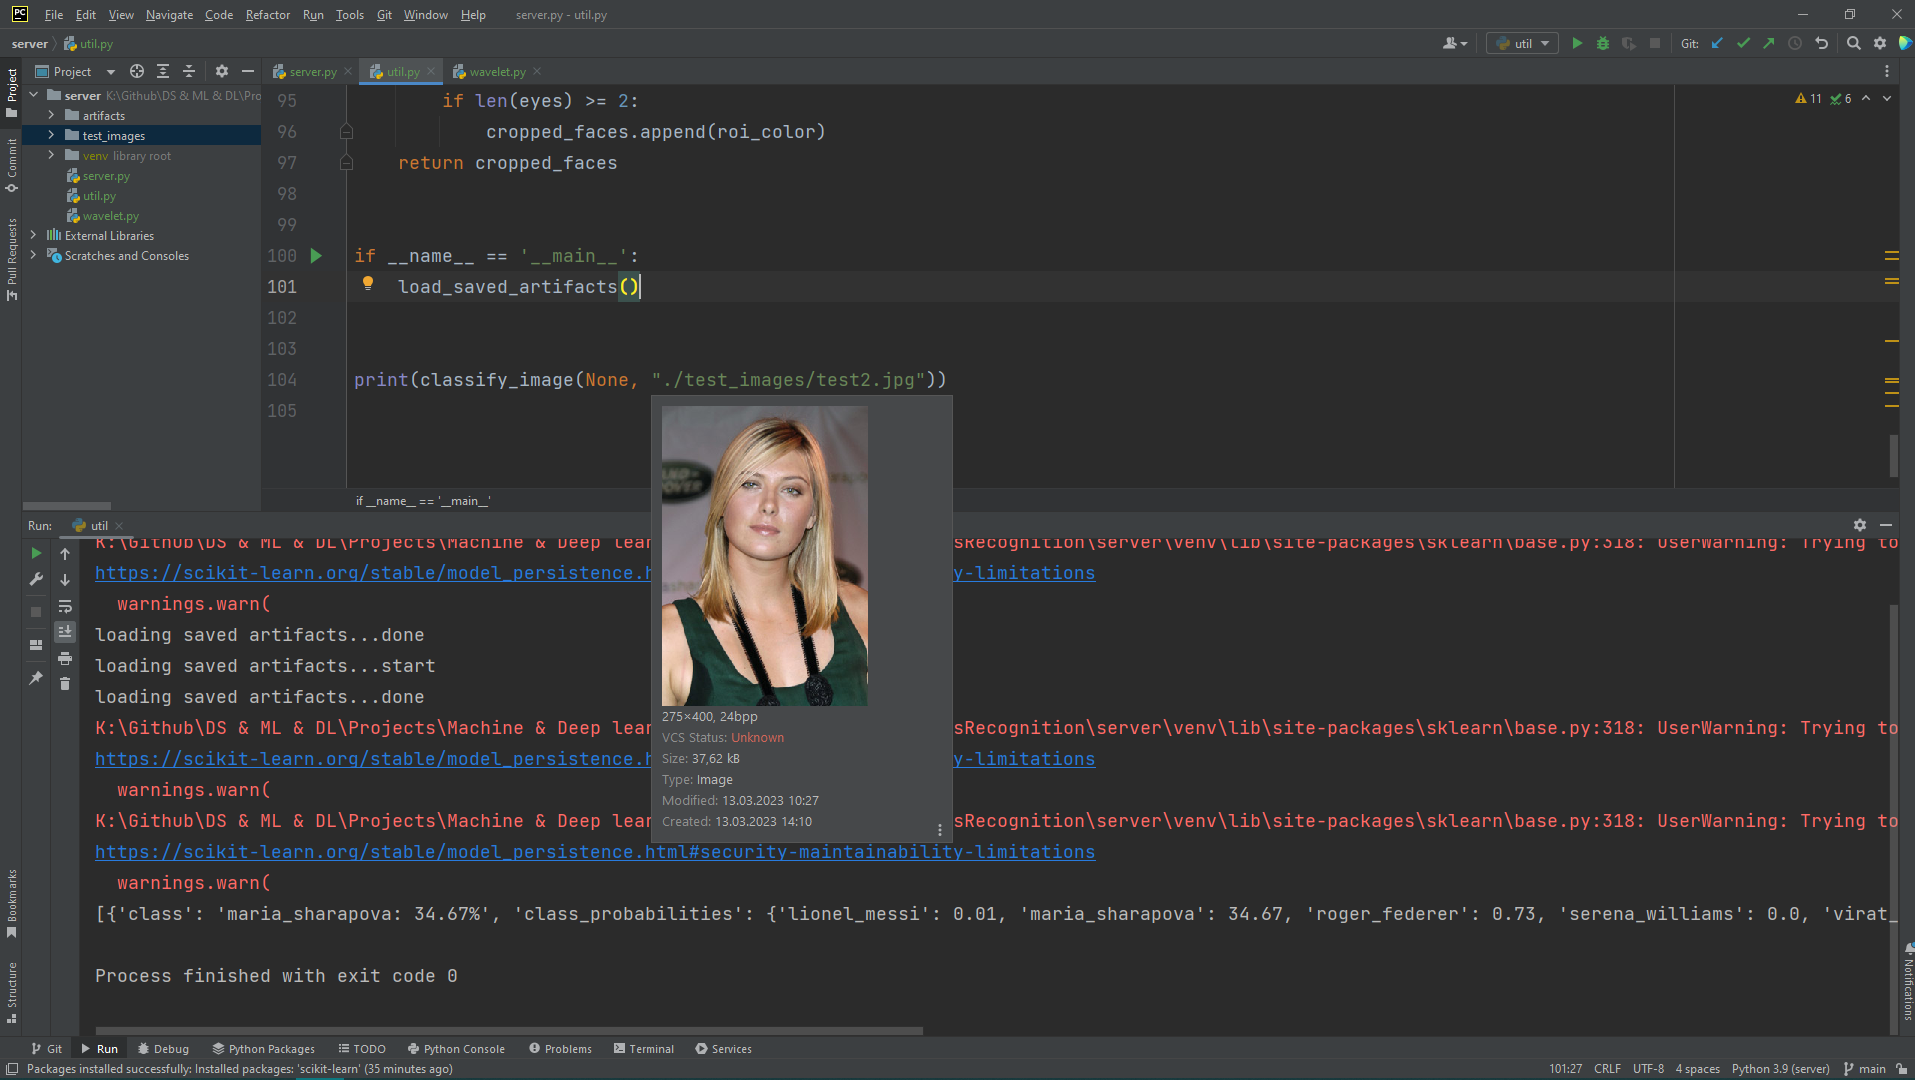 PC File Edit View Navigate Code Refactor Run Tools Git Window Help server.py - util.py
server util.py util Git:
Project server.py util.py wavelet.py
server K:\Github\DS & ML & DL\Pro
artifacts
test_images
venv library root
server.py
util.py
wavelet.py
External Libraries
Scratches and Consoles
Project
Commit
Pull Requests
11 6
95 if len(eyes) >= 2:
96 cropped_faces.append(roi_color)
97 return cropped_faces
98
99
100 if __name__ == '__main__':
101 load_saved_artifacts()
102
103
104 print(classify_image(None, "./test_images/test2.jpg"))
105
if __name__ == '__main__'
275×400, 24bpp
VCS Status: Unknown
Size: 37,62 kB
Type: Image
Modified: 13.03.2023 10:27
Created: 13.03.2023 14:10
Run: util
K:\Github\DS & ML & DL\Projects\Machine & Deep lear sRecognition\server\venv\lib\site-packages\sklearn\base.py:318: UserWarning: Trying to
https://scikit-learn.org/stable/model_persistence.h y-limitations
warnings.warn(
loading saved artifacts...done
loading saved artifacts...start
loading saved artifacts...done
K:\Github\DS & ML & DL\Projects\Machine & Deep lear sRecognition\server\venv\lib\site-packages\sklearn\base.py:318: UserWarning: Trying to
https://scikit-learn.org/stable/model_persistence.h y-limitations
warnings.warn(
K:\Github\DS & ML & DL\Projects\Machine & Deep lear sRecognition\server\venv\lib\site-packages\sklearn\base.py:318: UserWarning: Trying to
https://scikit-learn.org/stable/model_persistence.html#security-maintainability-limitations
warnings.warn(
[{'class': 'maria_sharapova: 34.67%', 'class_probabilities': {'lionel_messi': 0.01, 'maria_sharapova': 34.67, 'roger_federer': 0.73, 'serena_williams': 0.0, 'virat_
Process finished with exit code 0
Bookmarks
Structure
Notifications
Git Run Debug Python Packages TODO Python Console Problems Terminal Services
Packages installed successfully: Installed packages: 'scikit-learn' (35 minutes ago) 101:27 CRLF UTF-8 4 spaces Python 3.9 (server) main